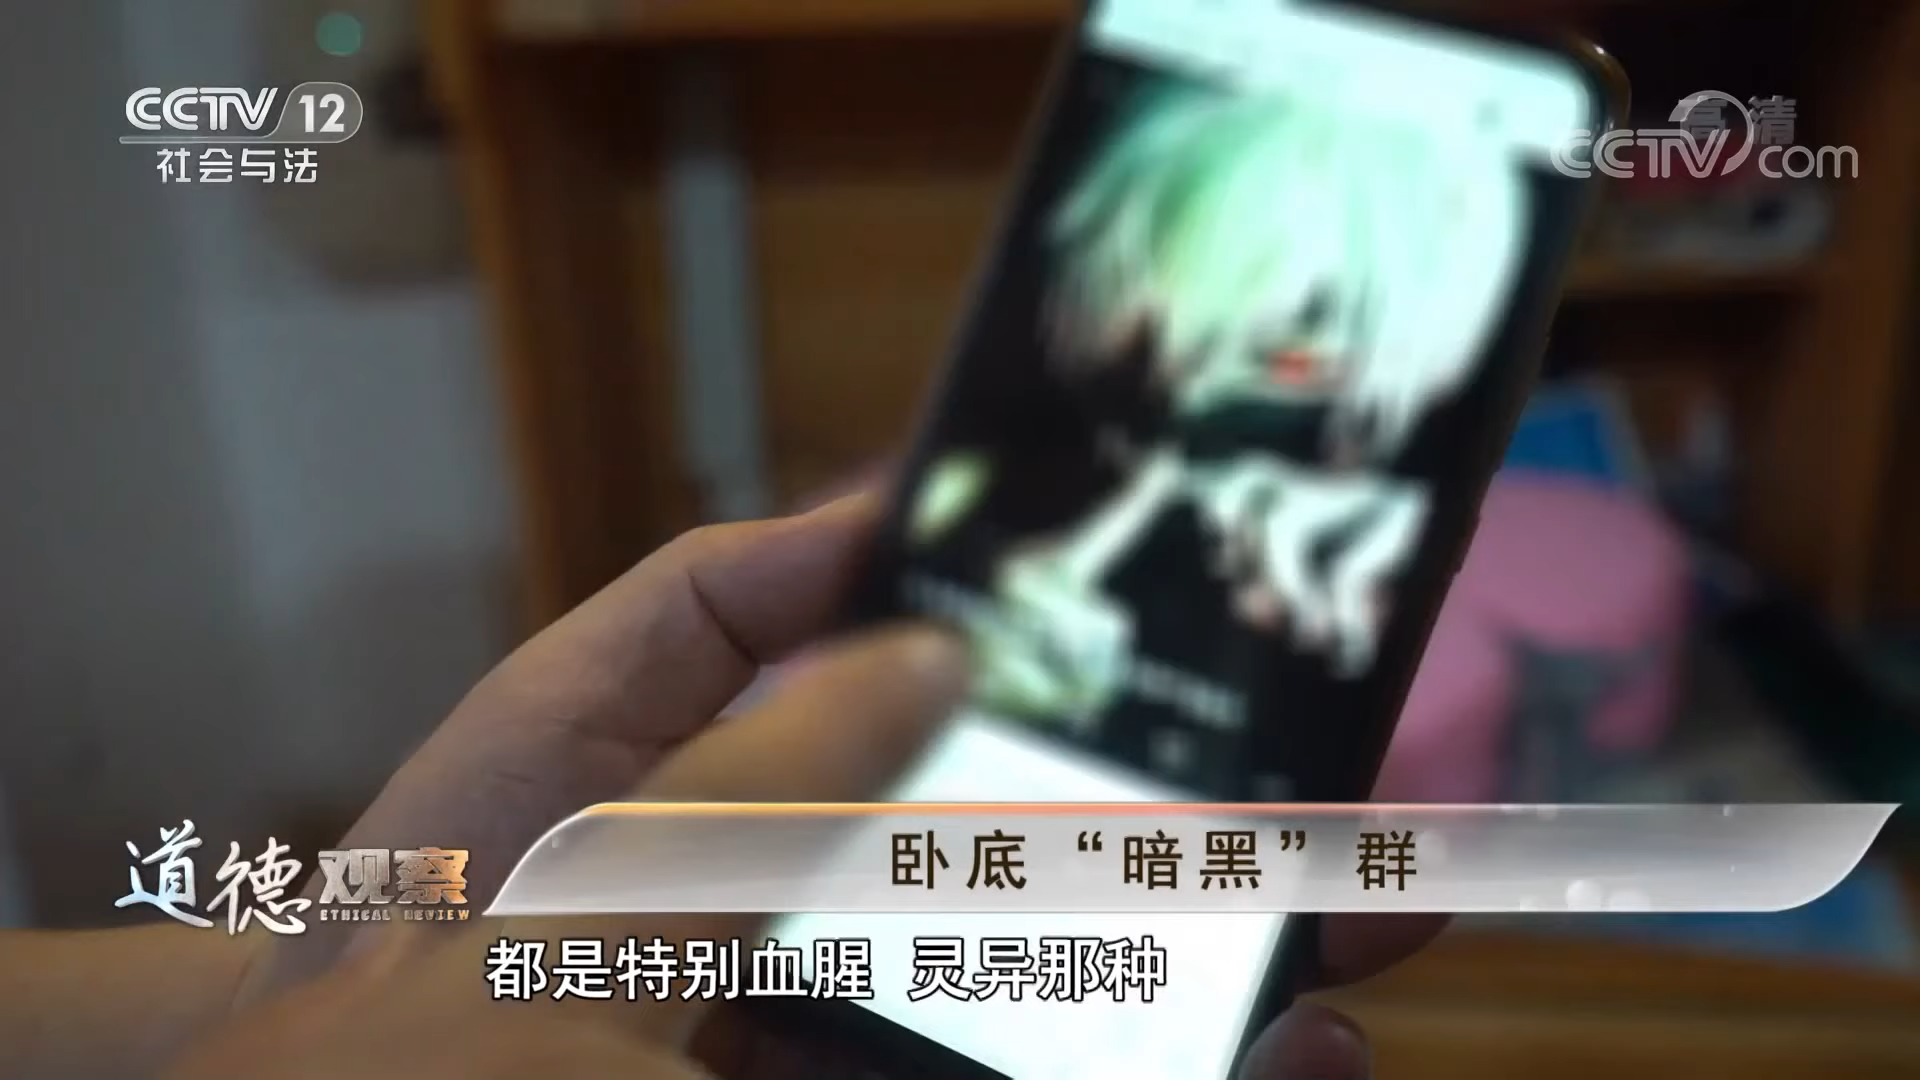 CCTV 12
社会与法
高清
CCTV com
道德观察
ETHICAL REVIEW
卧底“暗黑”群
都是特别血腥 灵异那种